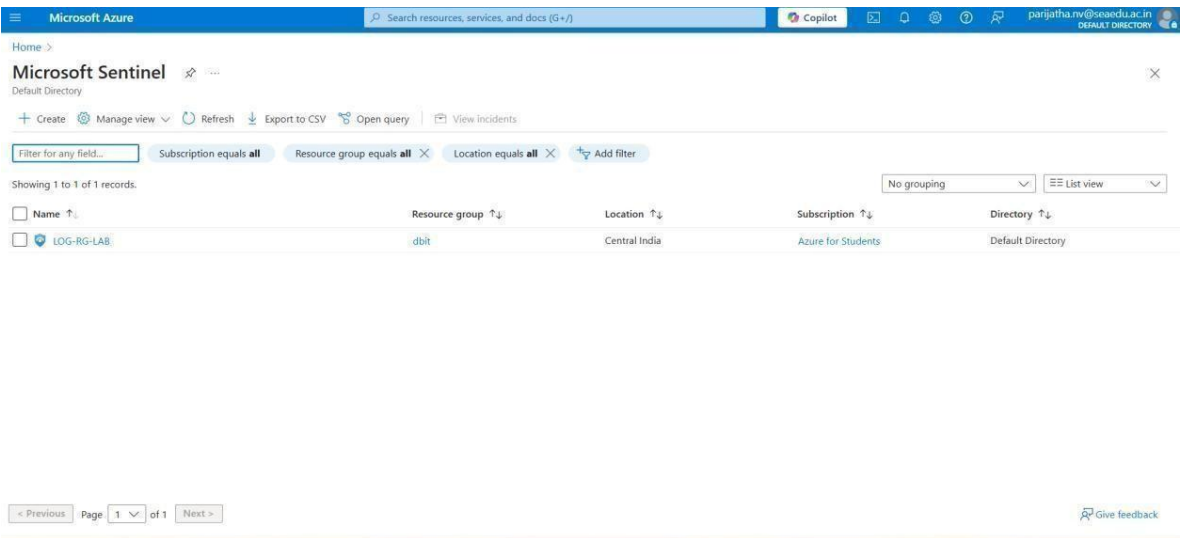 Microsoft Azure
Search resources, services, and docs (G+/)
Copilot
parijatha.nv@seaedu.ac.in
DEFAULT DIRECTORY
Home >
Microsoft Sentinel
Default Directory
+ Create Manage view Refresh Export to CSV Open query View incidents
Filter for any field... Subscription equals all Resource group equals all Location equals all Add filter
Showing 1 to 1 of 1 records.
No grouping List view
Name Resource group Location Subscription Directory
LOG-RG-LAB dbit Central India Azure for Students Default Directory
< Previous Page 1 of 1 Next >
Give feedback